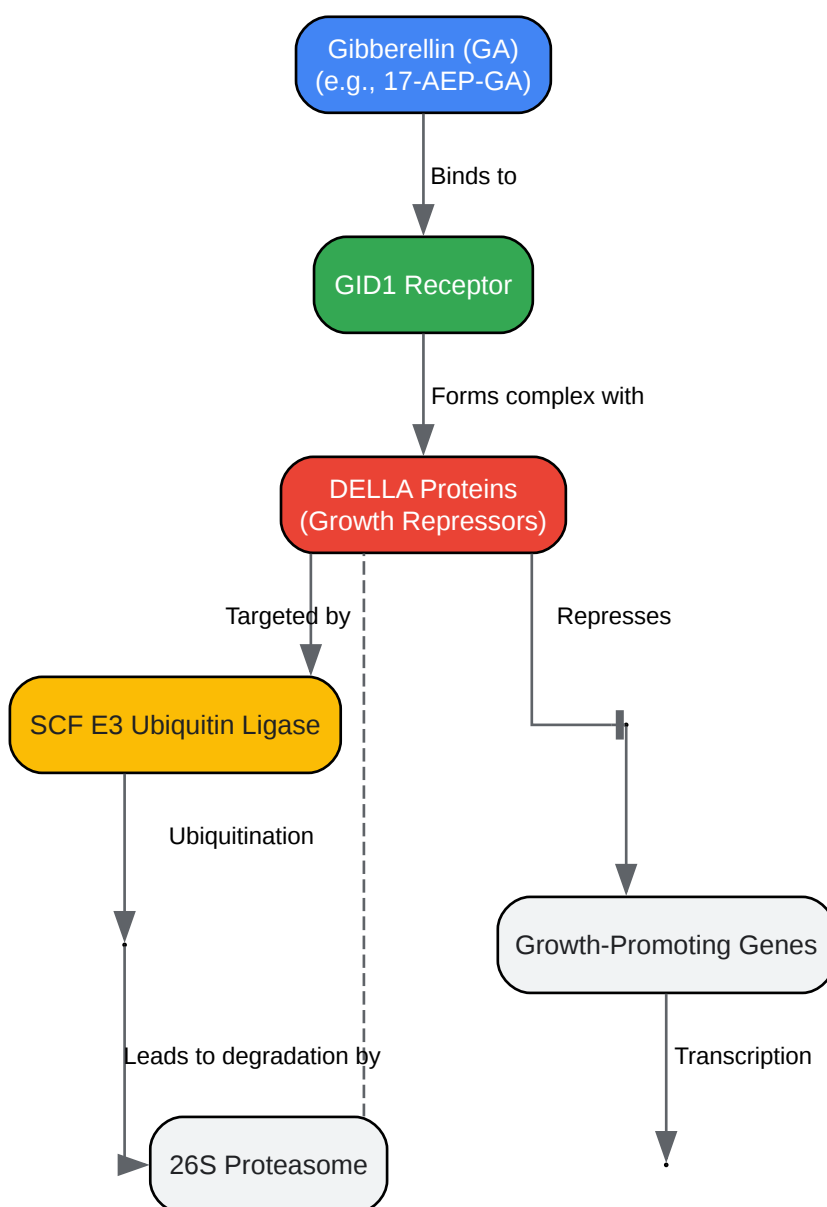 Gibberellin (GA)
(e.g., 17-AEP-GA)
Binds to
GID1 Receptor
Forms complex with
DELLA Proteins
(Growth Repressors)
Targeted by
Represses
SCF E3 Ubiquitin Ligase
Ubiquitination
Growth-Promoting Genes
Leads to degradation by
Transcription
26S Proteasome